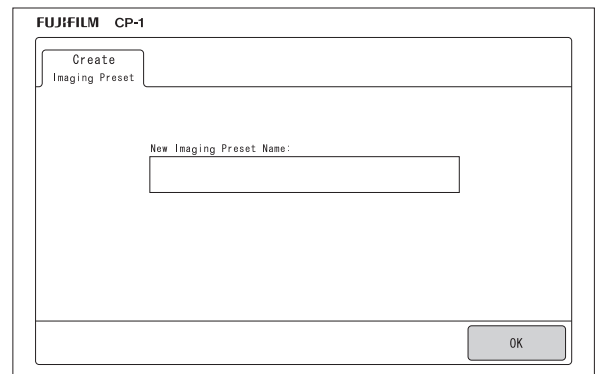 FUJIFILM CP-1
Create
Imaging Preset
New Imaging Preset Name:
OK